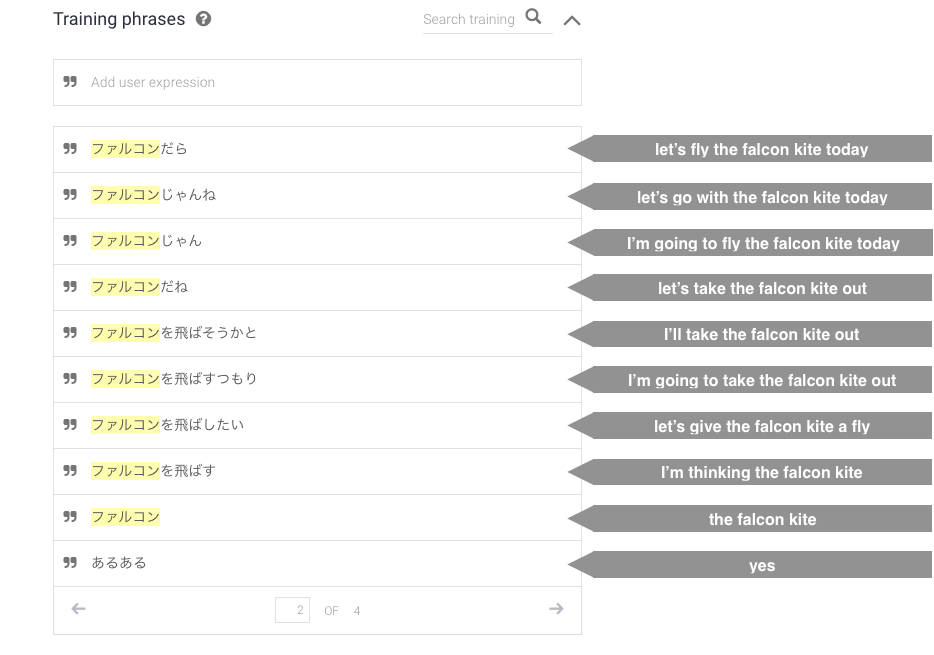 Training phrases
Search training
Add user expression
ファルコンだら
let's fly the falcon kite today
ファルコンじゃんね
let's go with the falcon kite today
ファルコンじゃん
I'm going to fly the falcon kite today
ファルコンだね
let's take the falcon kite out
ファルコンを飛ばそうかと
I'll take the falcon kite out
ファルコンを飛ばすつもり
I'm going to take the falcon kite out
ファルコンを飛ばしたい
let's give the falcon kite a fly
ファルコンを飛ばす
I'm thinking the falcon kite
ファルコン
the falcon kite
あるある
yes
2 OF 4